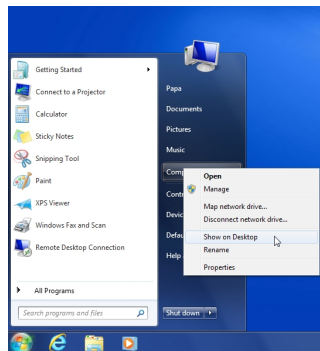 Getting Started
Connect to a Projector
Calculator
Sticky Notes
Snipping Tool
Paint
XPS Viewer
Windows Fax and Scan
Remote Desktop Connection
All Programs
Search programs and files
Papa
Documents
Pictures
Music
Comp
Contr
Devic
Defau
Help
Shut down
Open
Manage
Map network drive...
Disconnect network drive...
Show on Desktop
Rename
Properties